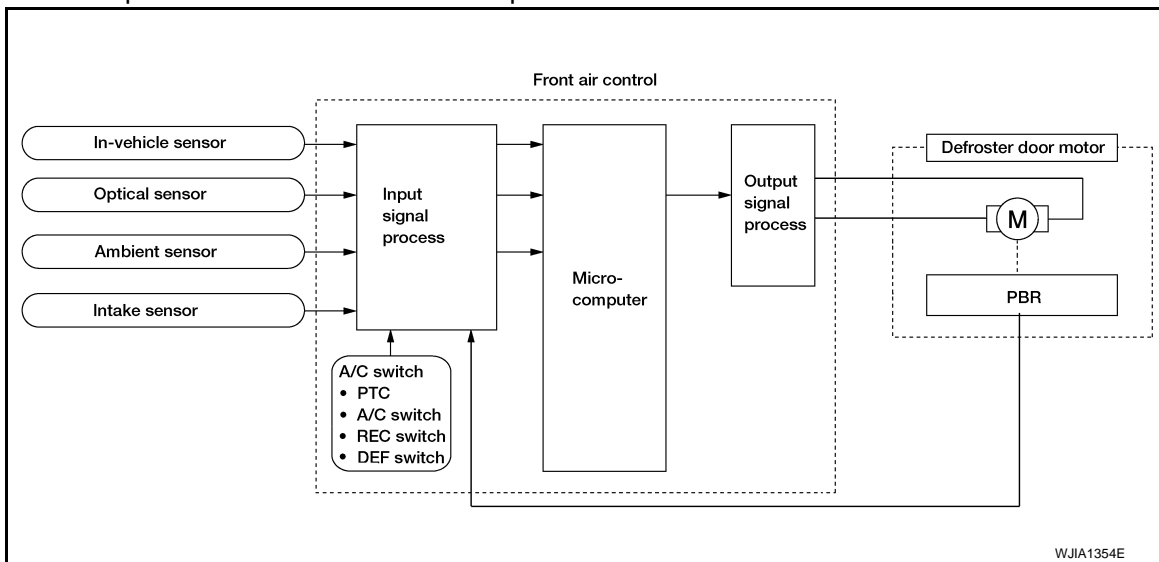 Front air control
In-vehicle sensor
Optical sensor
Ambient sensor
Intake sensor
Input
signal
process
A/C switch
• PTC
• A/C switch
• REC switch
• DEF switch
Micro-
computer
Output
signal
process
Defroster door motor
M
PBR
WJIA1354E